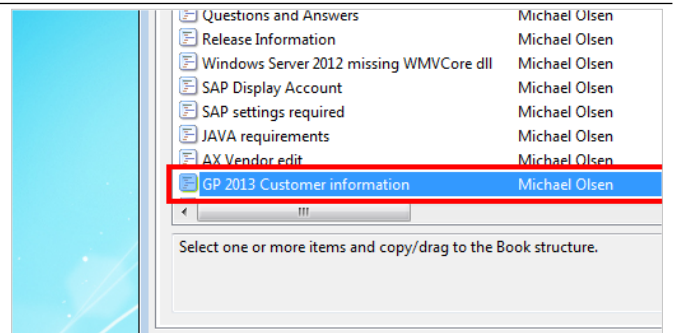 Questions and Answers Michael Olsen
Release Information Michael Olsen
Windows Server 2012 missing WMVCore dll Michael Olsen
SAP Display Account Michael Olsen
SAP settings required Michael Olsen
JAVA requirements Michael Olsen
AX Vendor edit Michael Olsen
GP 2013 Customer information Michael Olsen
Select one or more items and copy/drag to the Book structure.